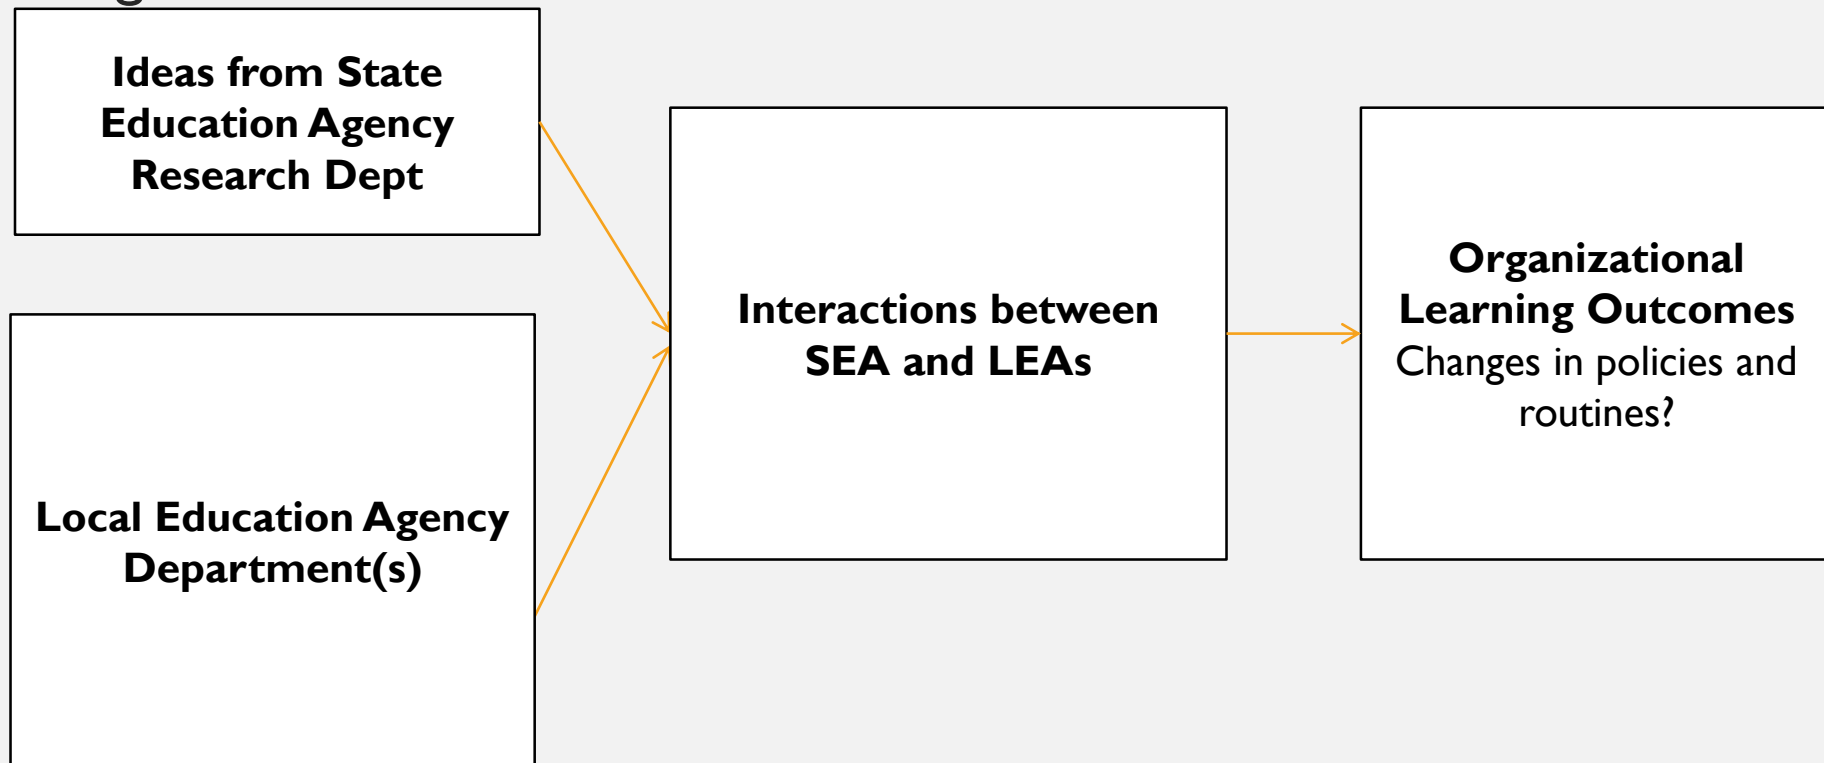 Ideas from State
Education Agency
Research Dept
Local Education Agency
Department(s)
Interactions between
SEA and LEAs
Organizational
Learning Outcomes
Changes in policies and
routines?